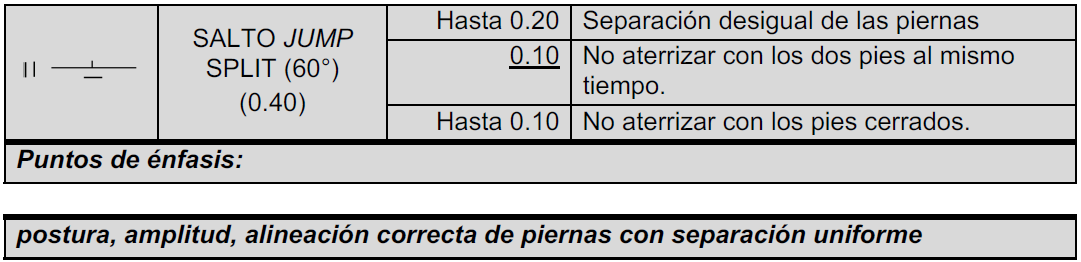 SALTO JUMP
SPLIT (60°)
(0.40)
Hasta 0.20 Separación desigual de las piernas
0.10 No aterrizar con los dos pies al mismo
tiempo.
Hasta 0.10 No aterrizar con los pies cerrados.
Puntos de énfasis:
postura, amplitud, alineación correcta de piernas con separación uniforme